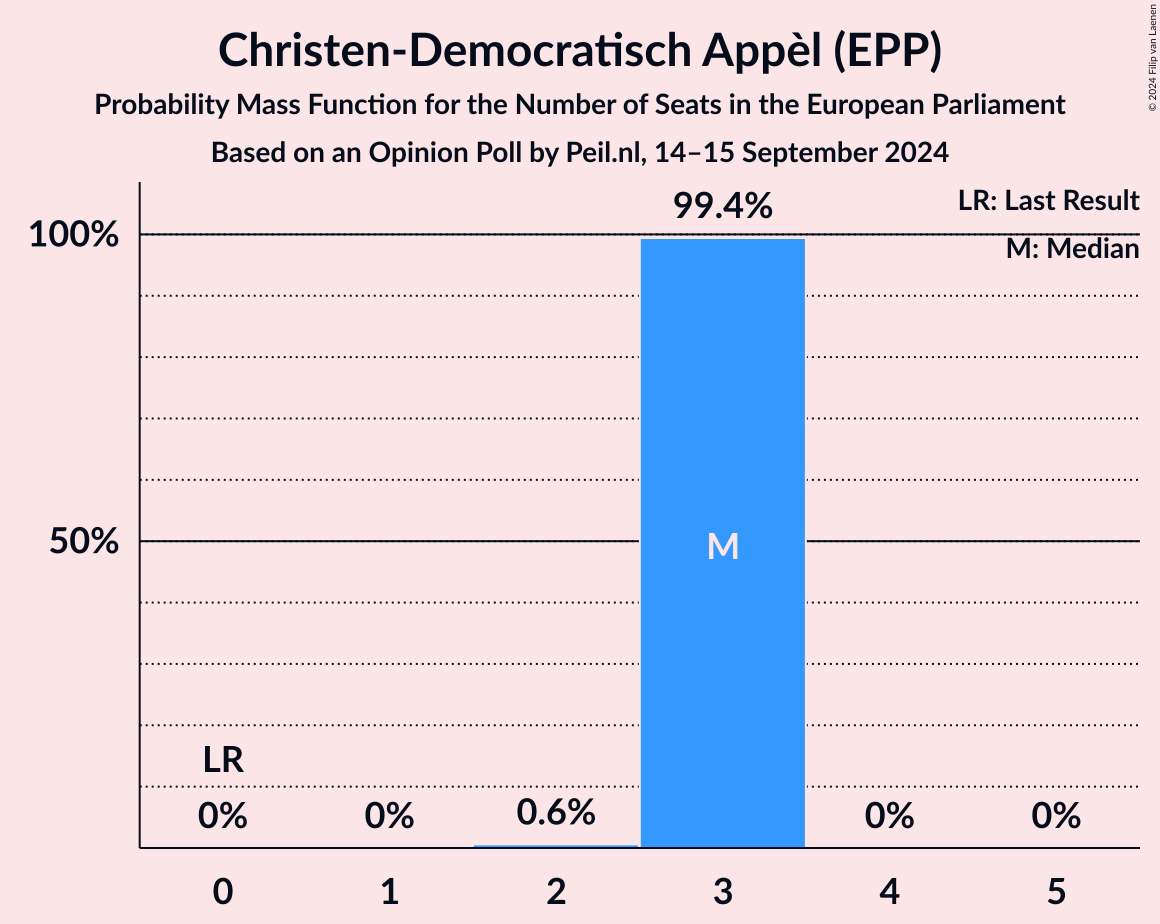 Christen-Democratisch Appèl (EPP)
Probability Mass Function for the Number of Seats in the European Parliament
Based on an Opinion Poll by Peil.nl, 14–15 September 2024
© 2024 Filip van Laenen
99.4%
LR: Last Result
100%
M: Median
50%
M
LR
0%
0%
0.6%
0%
0%
0
1
2
3
4
5